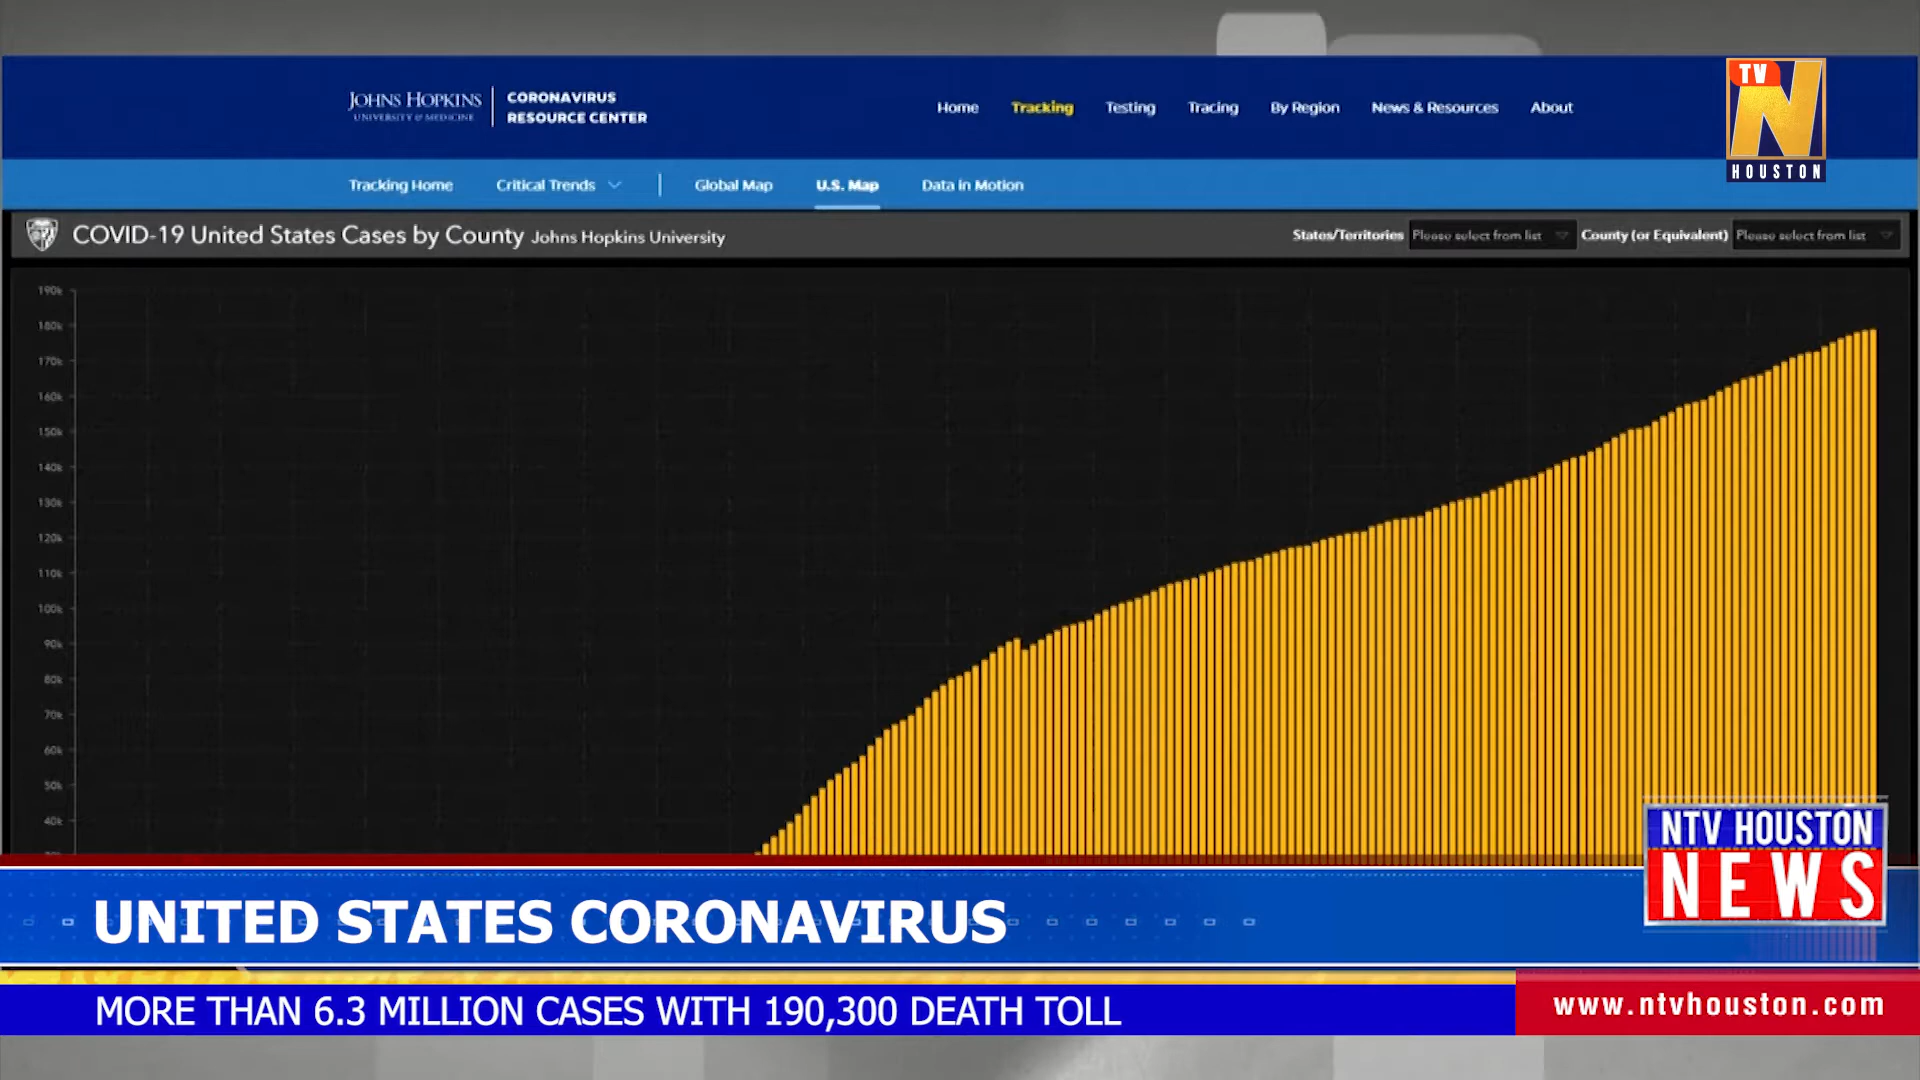 JOHNS HOPKINS
UNIVERSITY & MEDICINE
CORONAVIRUS
RESOURCE CENTER
Home Tracking Testing Tracing By Region News & Resources About
TV
N
HOUSTON
Tracking Home Critical Trends Global Map U.S. Map Data in Motion
COVID-19 United States Cases by County Johns Hopkins University
States/Territories Please select from list County (or Equivalent) Please select from list
190k
180k
170k
160k
150k
140k
130k
120k
110k
100k
90k
80k
70k
60k
50k
40k
NTV HOUSTON
NEWS
UNITED STATES CORONAVIRUS
MORE THAN 6.3 MILLION CASES WITH 190,300 DEATH TOLL
www.ntvhouston.com